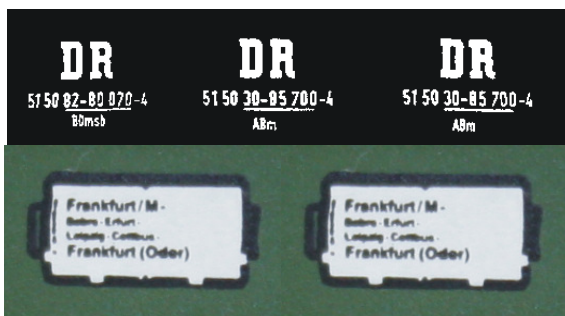 DR
51 50 82-80 070-4
BDmsb
DR
51 50 30-85 700-4
ABm
DR
51 50 30-85 700-4
ABm
Frankfurt/M -
Bebra - Erfurt -
Leipzig - Cottbus -
Frankfurt (Oder)
Frankfurt/M -
Bebra - Erfurt -
Leipzig - Cottbus -
Frankfurt (Oder)